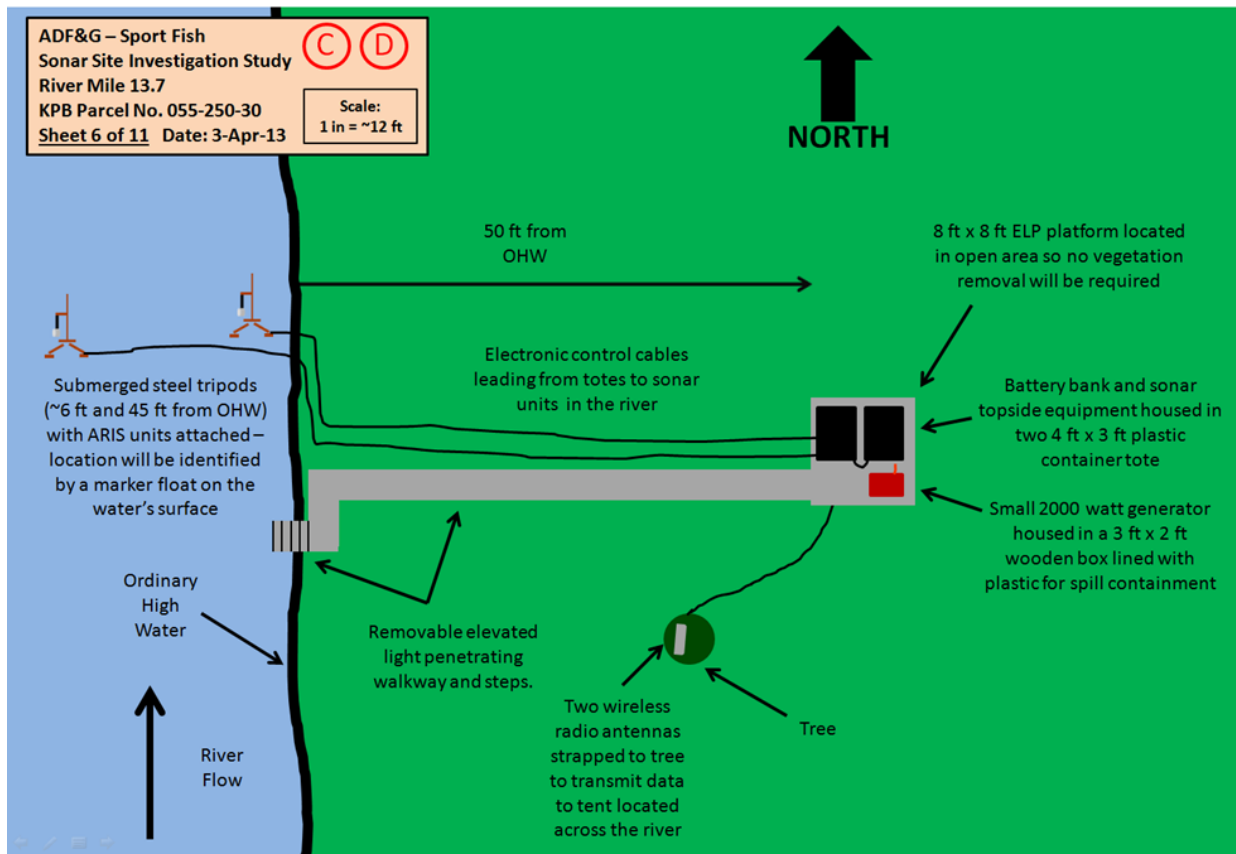 ADF&G – Sport Fish
Sonar Site Investigation Study
River Mile 13.7
KPB Parcel No. 055-250-30
Sheet 6 of 11 Date: 3-Apr-13
C D
Scale:
1 in = ~12 ft
NORTH
50 ft from
OHW
8 ft x 8 ft ELP platform located
in open area so no vegetation
removal will be required
Electronic control cables
leading from totes to sonar
units in the river
Submerged steel tripods
(~6 ft and 45 ft from OHW)
with ARIS units attached –
location will be identified
by a marker float on the
water's surface
Battery bank and sonar
topside equipment housed in
two 4 ft x 3 ft plastic
container tote
Small 2000 watt generator
housed in a 3 ft x 2 ft
wooden box lined with
plastic for spill containment
Ordinary
High
Water
Removable elevated
light penetrating
walkway and steps.
Two wireless
radio antennas
strapped to tree
to transmit data
to tent located
across the river
Tree
River
Flow